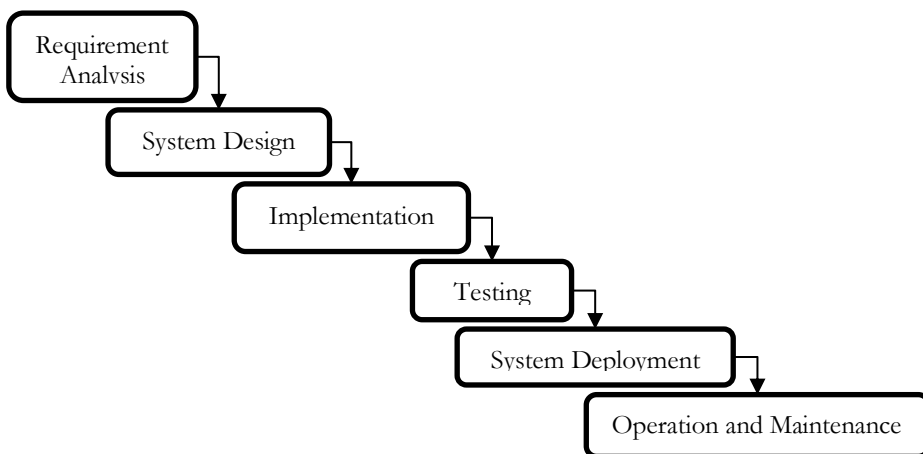 Requirement
Analysis
System Design
Implementation
Testing
System Deployment
Operation and Maintenance